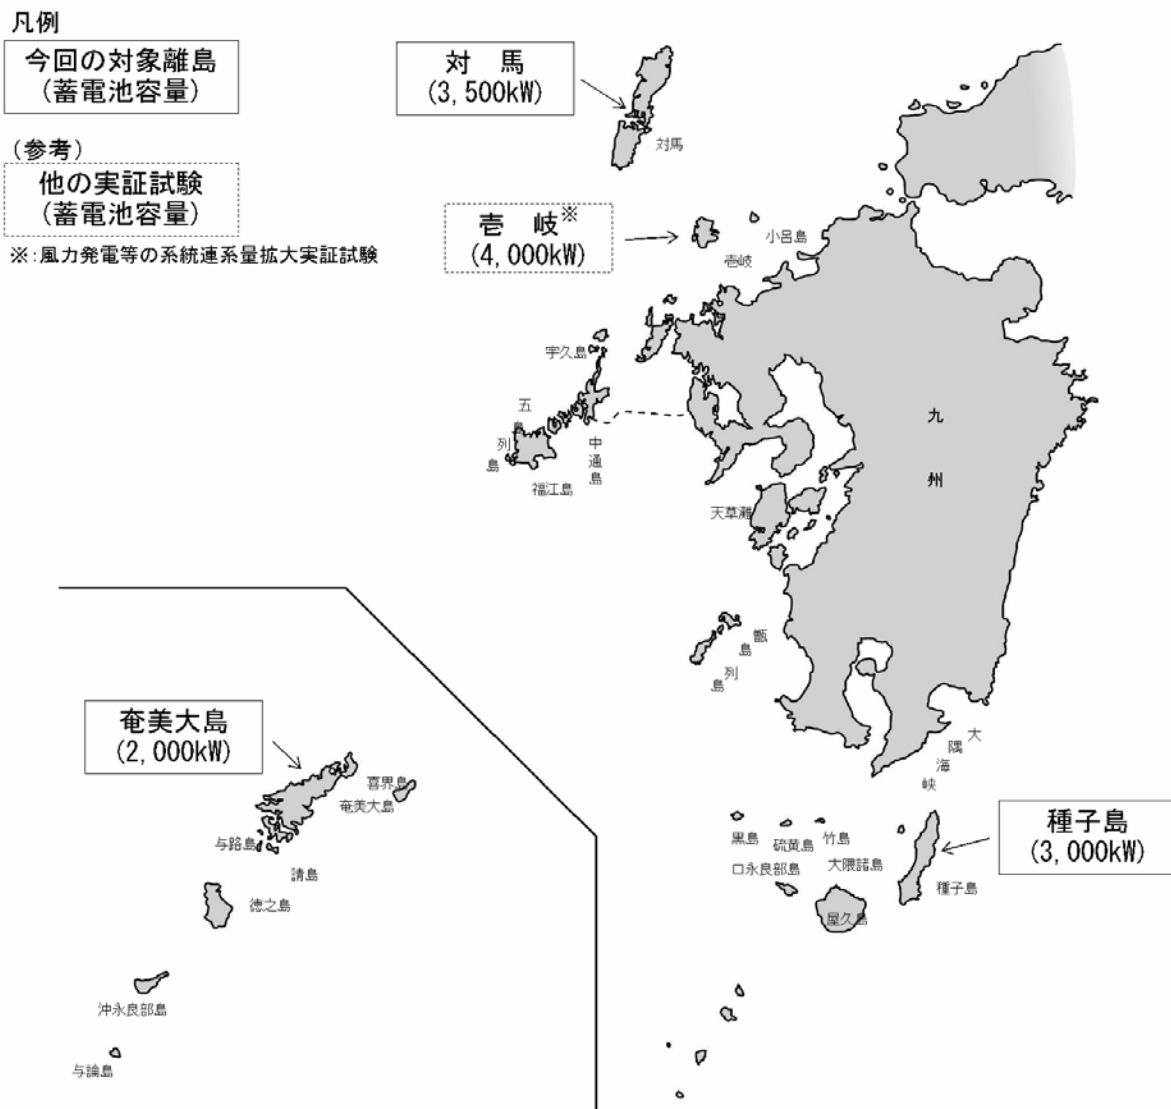 凡例
今回の対象離島
(蓄電池容量)
(参考)
他の実証試験
(蓄電池容量)
※:風力発電等の系統連系量拡大実証試験
対 馬
(3,500kW)
対馬
壱 岐※
(4,000kW)
小呂島
壱岐
宇久島
五島列島
中通島
福江島
九州
天草灘
甑島列島
大隅海峡
奄美大島
(2,000kW)
喜界島
奄美大島
与路島
請島
徳之島
沖永良部島
与論島
種子島
(3,000kW)
黒島
硫黄島
竹島
口永良部島
大隈諸島
種子島
屋久島